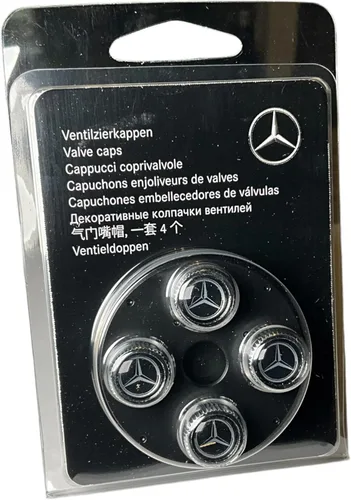 Ventilzierkappen
Valve caps
Cappucci coprivalvole
Capuchons enjoliveurs de valves
Capuchones embellecedores de válvulas
Декоративные колпачки вентилей
气门嘴帽, 一套 4 个
Ventieldoppen